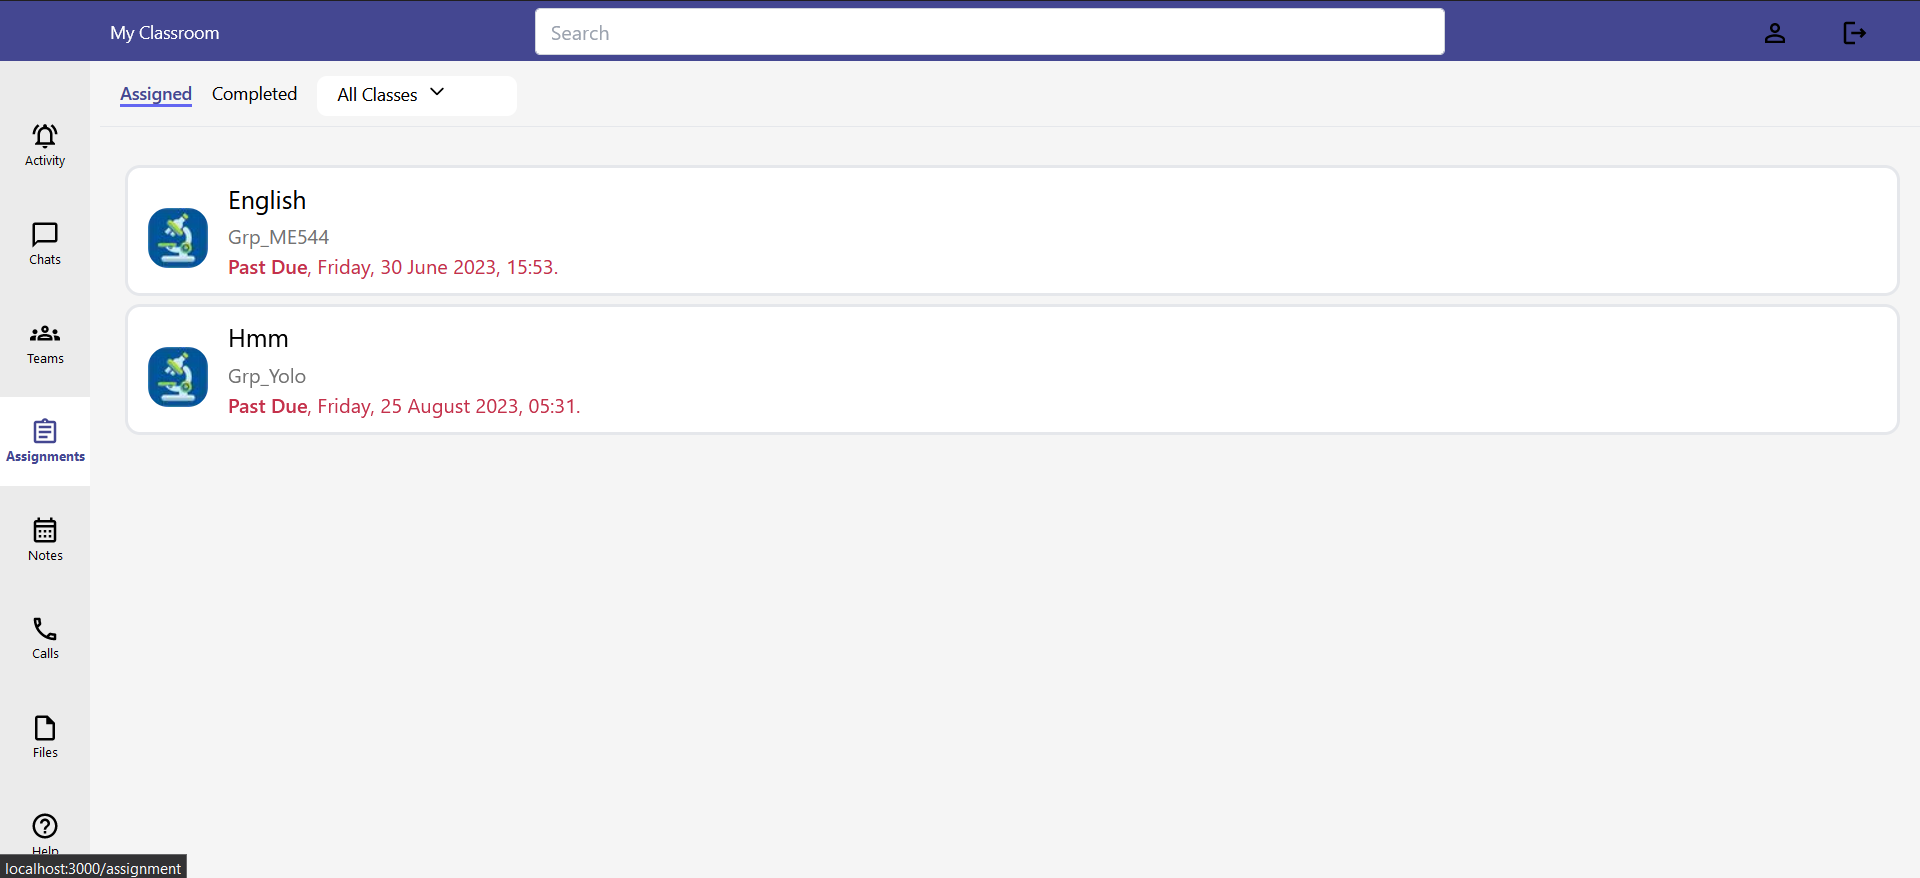 My Classroom
Search
Assigned Completed All Classes
Activity
Chats
Teams
Assignments
Notes
Calls
Files
Help
English
Grp_ME544
Past Due, Friday, 30 June 2023, 15:53.
Hmm
Grp_Yolo
Past Due, Friday, 25 August 2023, 05:31.
localhost:3000/assignment